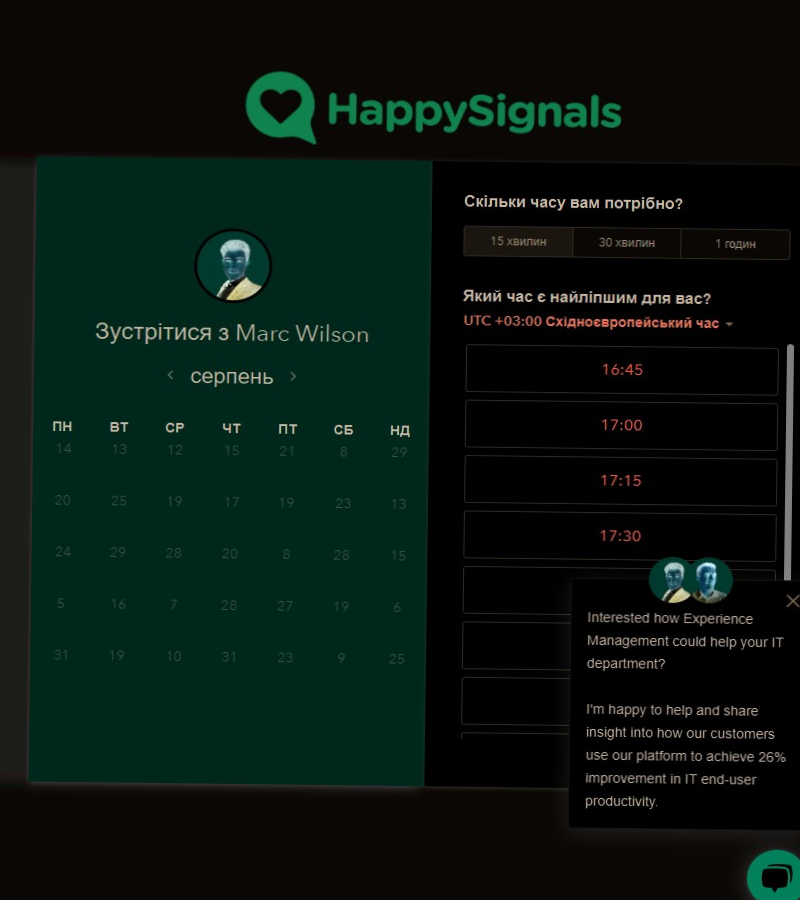 HappySignals
Зустрітися з Marc Wilson
серпень
ПН ВТ СР ЧТ ПТ СБ НД
14 13 12 15 21 8 29
20 25 19 17 19 23 13
24 29 28 20 8 28 15
5 16 7 28 27 19 6
31 19 10 31 23 9 25
Скільки часу вам потрібно?
15 хвилин 30 хвилин 1 годин
Який час є найліпшим для вас?
UTC +03:00 Східноєвропейський час
16:45
17:00
17:15
17:30
Interested how Experience
Management could help your IT
department?
I'm happy to help and share
insight into how our customers
use our platform to achieve 26%
improvement in IT end-user
productivity.